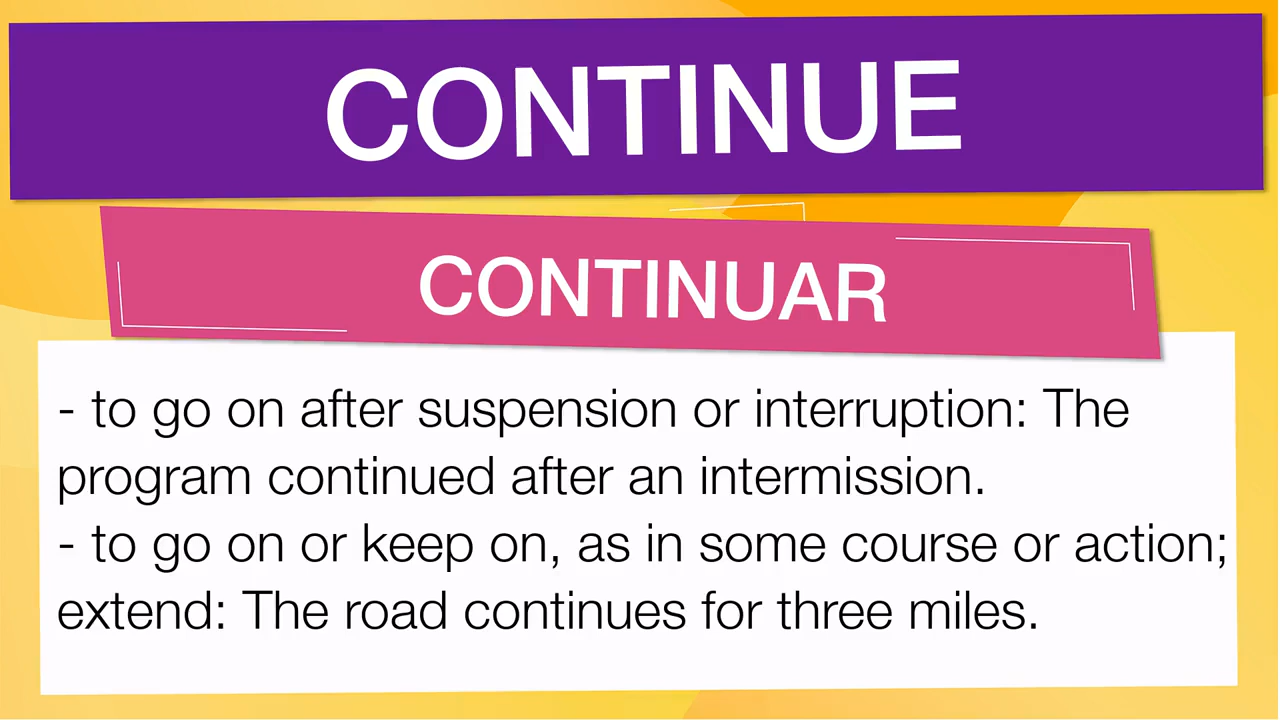 CONTINUE
CONTINUAR
- to go on after suspension or interruption: The
program continued after an intermission.
- to go on or keep on, as in some course or action;
extend: The road continues for three miles.